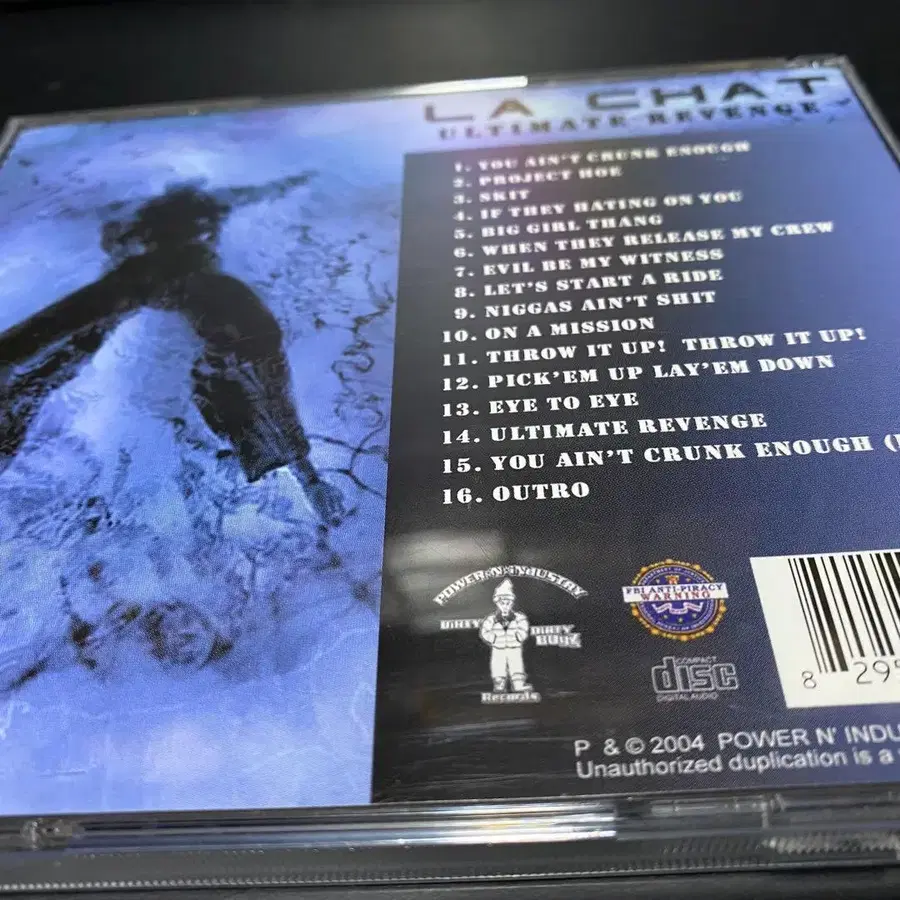 LA CHAT
ULTIMATE REVENGE
1. YOU AIN'T CRUNK ENOUGH
2. PROJECT HOE
3. SKIT
4. IF THEY HATING ON YOU
5. BIG GIRL THANG
6. WHEN THEY RELEASE MY CREW
7. EVIL BE MY WITNESS
8. LET'S START A RIDE
9. NIGGAS AIN'T SHIT
10. ON A MISSION
11. THROW IT UP! THROW IT UP!
12. PICK'EM UP LAY'EM DOWN
13. EYE TO EYE
14. ULTIMATE REVENGE
15. YOU AIN'T CRUNK ENOUGH (
16. OUTRO
POWER N' INDUSTRY
DIRTY DIRTY
BOYZ
Records
FBI ANTI-PIRACY
WARNING
COMPACT
disc
DIGITAL AUDIO
8 295
P & © 2004 POWER N' INDU
Unauthorized duplication is a